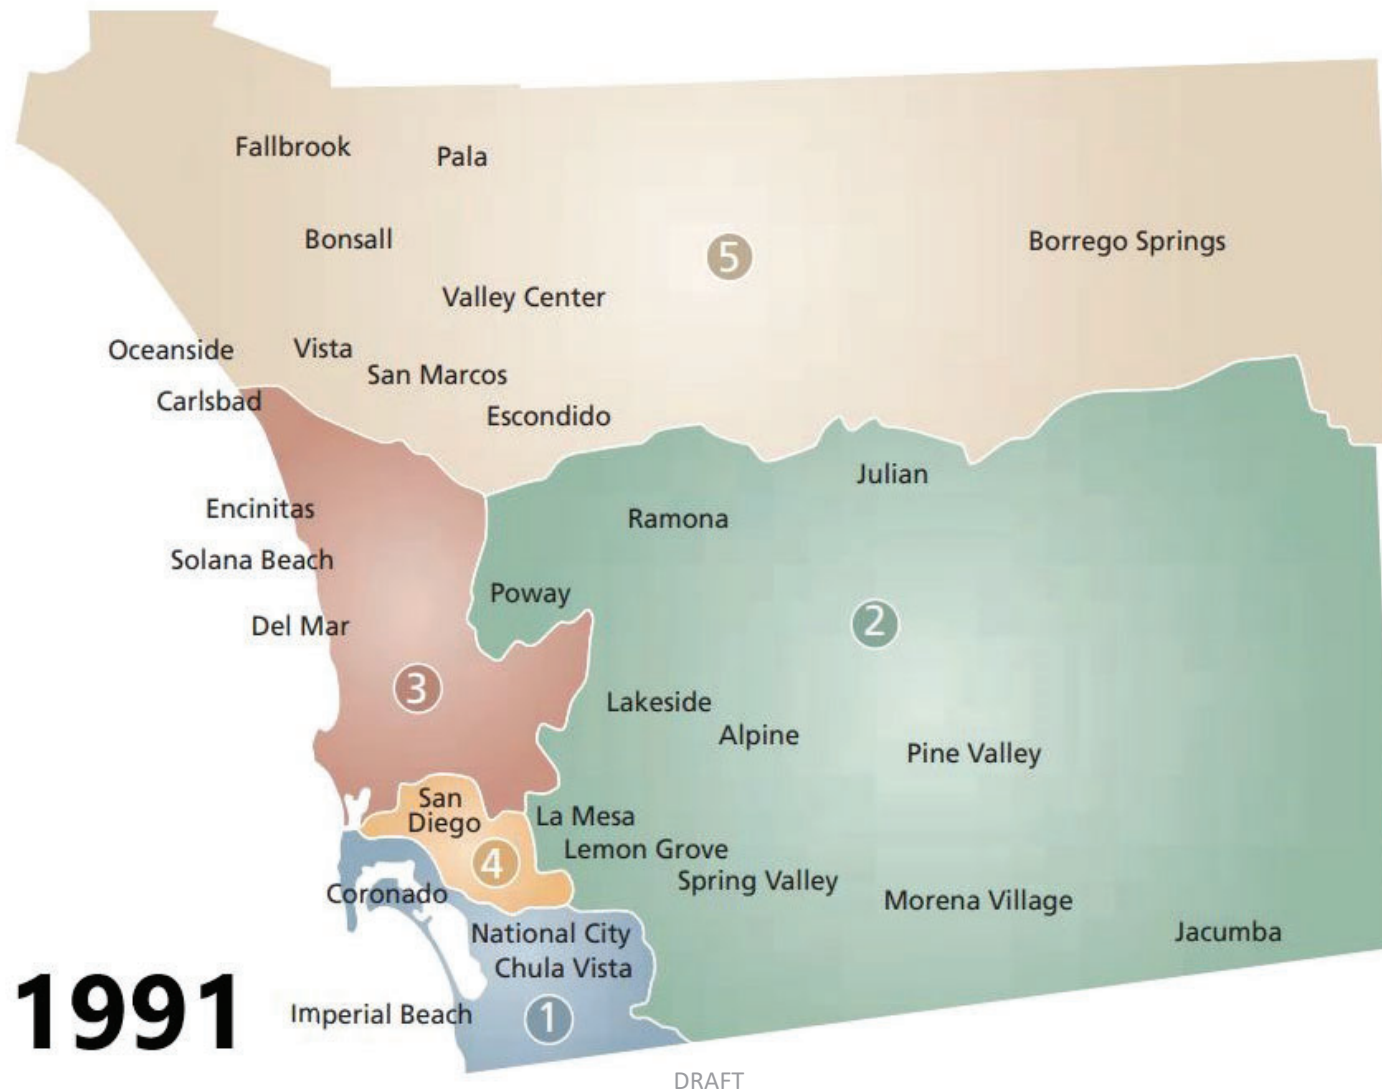 Fallbrook
Pala
Bonsall
5
Borrego Springs
Valley Center
Oceanside
Vista
San Marcos
Carlsbad
Escondido
Julian
Encinitas
Ramona
Solana Beach
Poway
Del Mar
2
3
Lakeside
Alpine
Pine Valley
San
Diego
La Mesa
Lemon Grove
4
Spring Valley
Coronado
Morena Village
National City
Jacumba
Chula Vista
1991
Imperial Beach
1
DRAFT